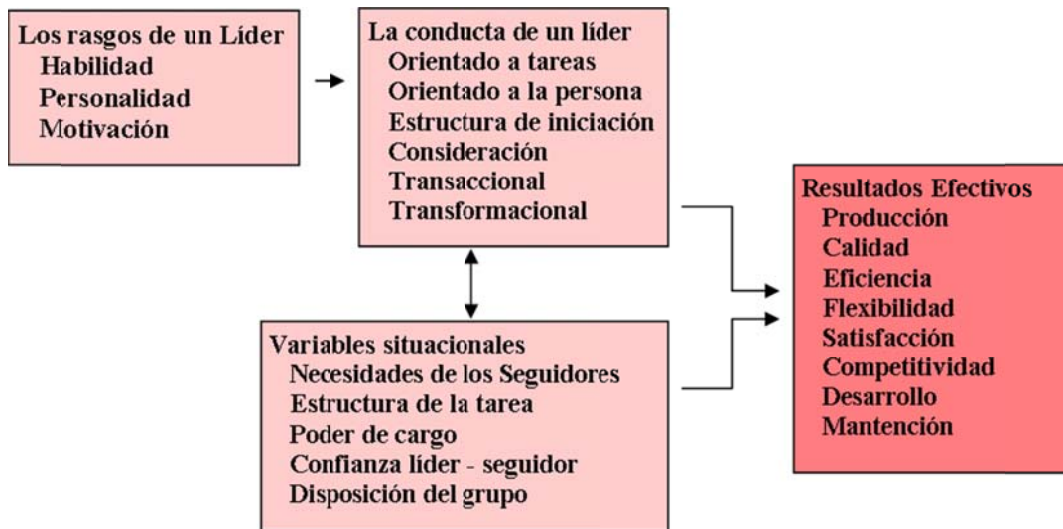 Los rasgos de un Líder
Habilidad
Personalidad
Motivación
La conducta de un líder
Orientado a tareas
Orientado a la persona
Estructura de iniciación
Consideración
Transaccional
Transformacional
Variables situacionales
Necesidades de los Seguidores
Estructura de la tarea
Poder de cargo
Confianza líder - seguidor
Disposición del grupo
Resultados Efectivos
Producción
Calidad
Eficiencia
Flexibilidad
Satisfacción
Competitividad
Desarrollo
Mantención